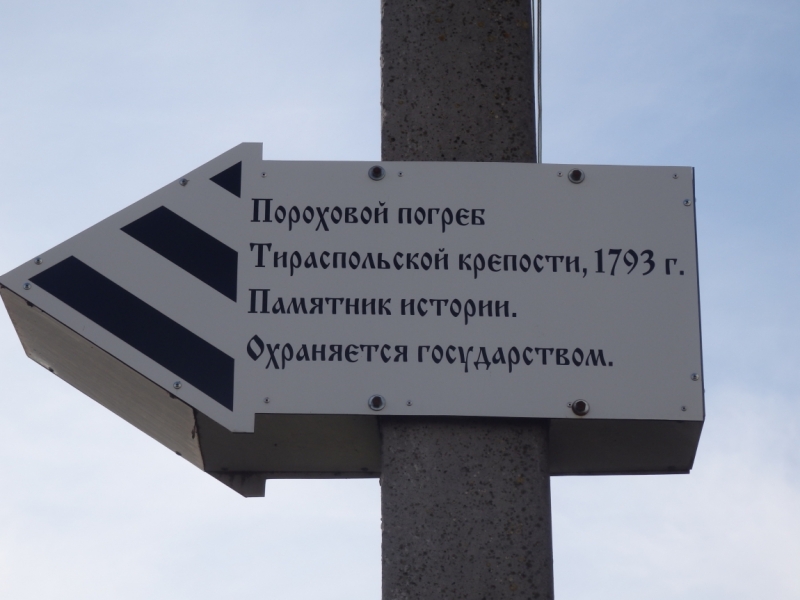 Пороховой погреб
Тираспольской крепости, 1793 г.
Памятник истории.
Охраняется государством.